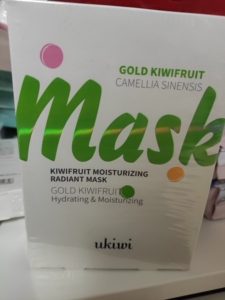 GOLD KIWIFRUIT
CAMELLIA SINENSIS
Mask
KIWIFRUIT MOISTURIZING
RADIANT MASK
GOLD KIWIFRUIT
Hydrating & Moisturizing
ukiwi